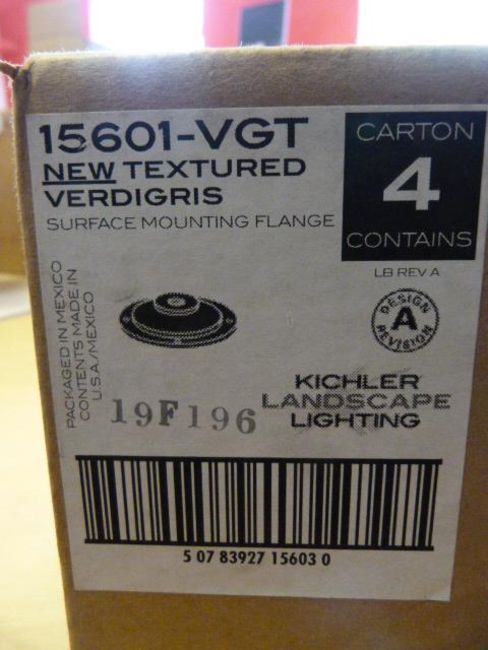 15601-VGT
NEW TEXTURED
VERDIGRIS
SURFACE MOUNTING FLANGE
CARTON
4
CONTAINS
LB REV A
DESIGN
A
REVISION
PACKAGED IN MEXICO
CONTENTS MADE IN
U.S.A./MEXICO
19F196
KICHLER
LANDSCAPE
LIGHTING
5 07 83927 15603 0